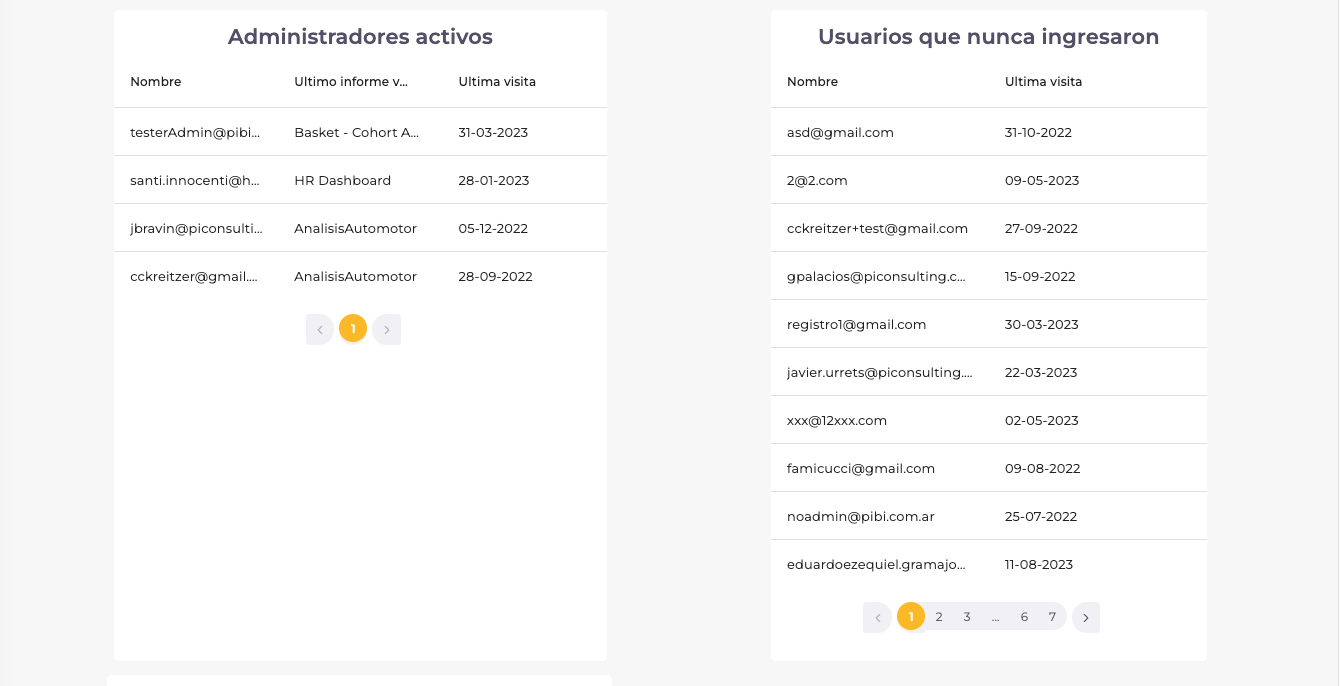 Administradores activos
Nombre Ultimo informe v... Ultima visita
testerAdmin@pibi... Basket - Cohort A... 31-03-2023
santi.innocenti@h... HR Dashboard 28-01-2023
jbravin@piconsulti... AnalisisAutomotor 05-12-2022
cckreitzer@gmail.... AnalisisAutomotor 28-09-2022
1
Usuarios que nunca ingresaron
Nombre Ultima visita
asd@gmail.com 31-10-2022
2@2.com 09-05-2023
cckreitzer+test@gmail.com 27-09-2022
gpalacios@piconsulting.c... 15-09-2022
registro1@gmail.com 30-03-2023
javier.urrets@piconsulting.... 22-03-2023
xxx@12xxx.com 02-05-2023
famicucci@gmail.com 09-08-2022
noadmin@pibi.com.ar 25-07-2022
eduardoezequiel.gramajo... 11-08-2023
1 2 3 ... 6 7